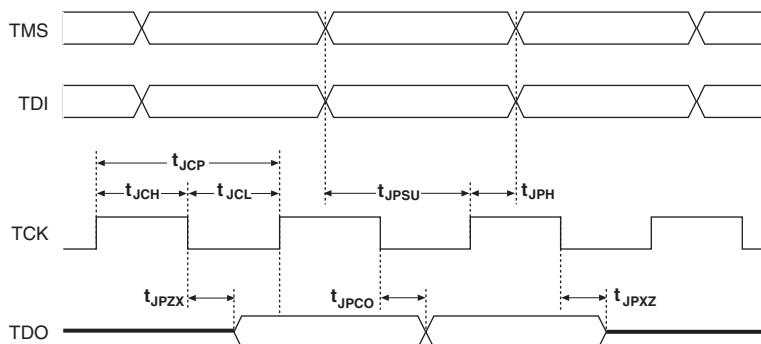 TMS
TDI
tJCP
tJCH tJCL tJPSU tJPH
TCK
tJPZX tJPCO tJPXZ
TDO